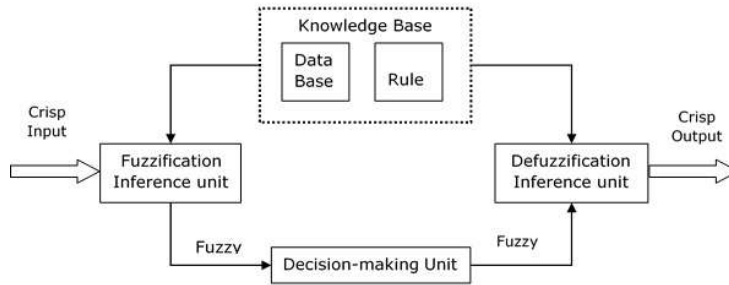 Knowledge Base
Data
Base
Rule
Crisp
Input
Fuzzification
Inference unit
Defuzzification
Inference unit
Crisp
Output
Fuzzy
Decision-making Unit
Fuzzy